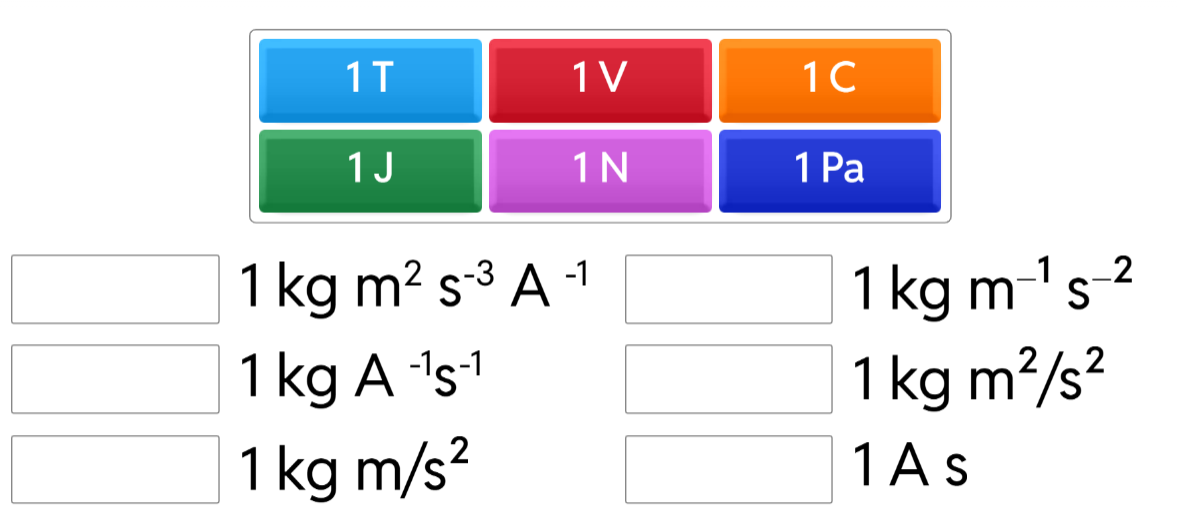 1 T 1 V 1 C
1 J 1 N 1 Pa
1 kg m² s⁻³ A ⁻¹ 1 kg m⁻¹ s⁻²
1 kg A ⁻¹s⁻¹ 1 kg m²/s²
1 kg m/s² 1 A s